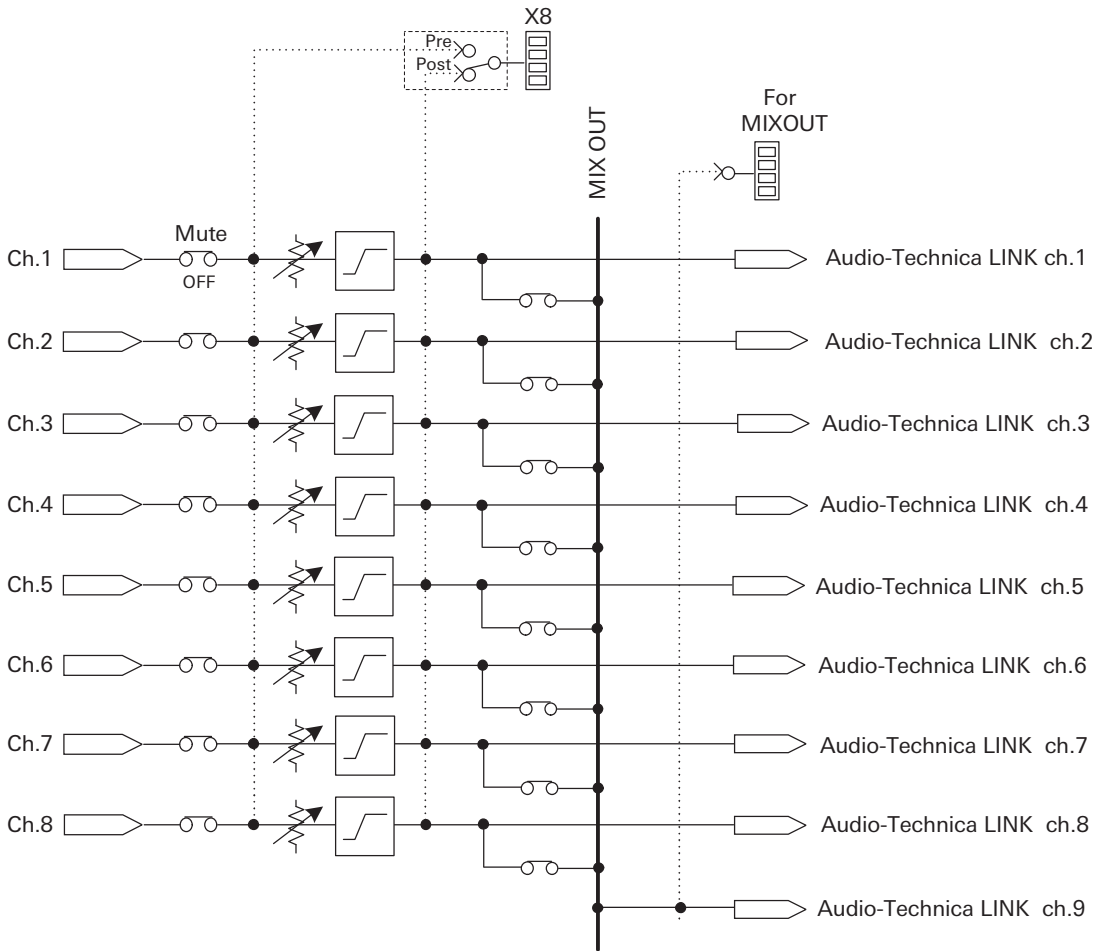 X8
Pre
Post
For
MIXOUT
MIX OUT
Mute
OFF
Ch.1
Audio-Technica LINK ch.1
Ch.2
Audio-Technica LINK ch.2
Ch.3
Audio-Technica LINK ch.3
Ch.4
Audio-Technica LINK ch.4
Ch.5
Audio-Technica LINK ch.5
Ch.6
Audio-Technica LINK ch.6
Ch.7
Audio-Technica LINK ch.7
Ch.8
Audio-Technica LINK ch.8
Audio-Technica LINK ch.9